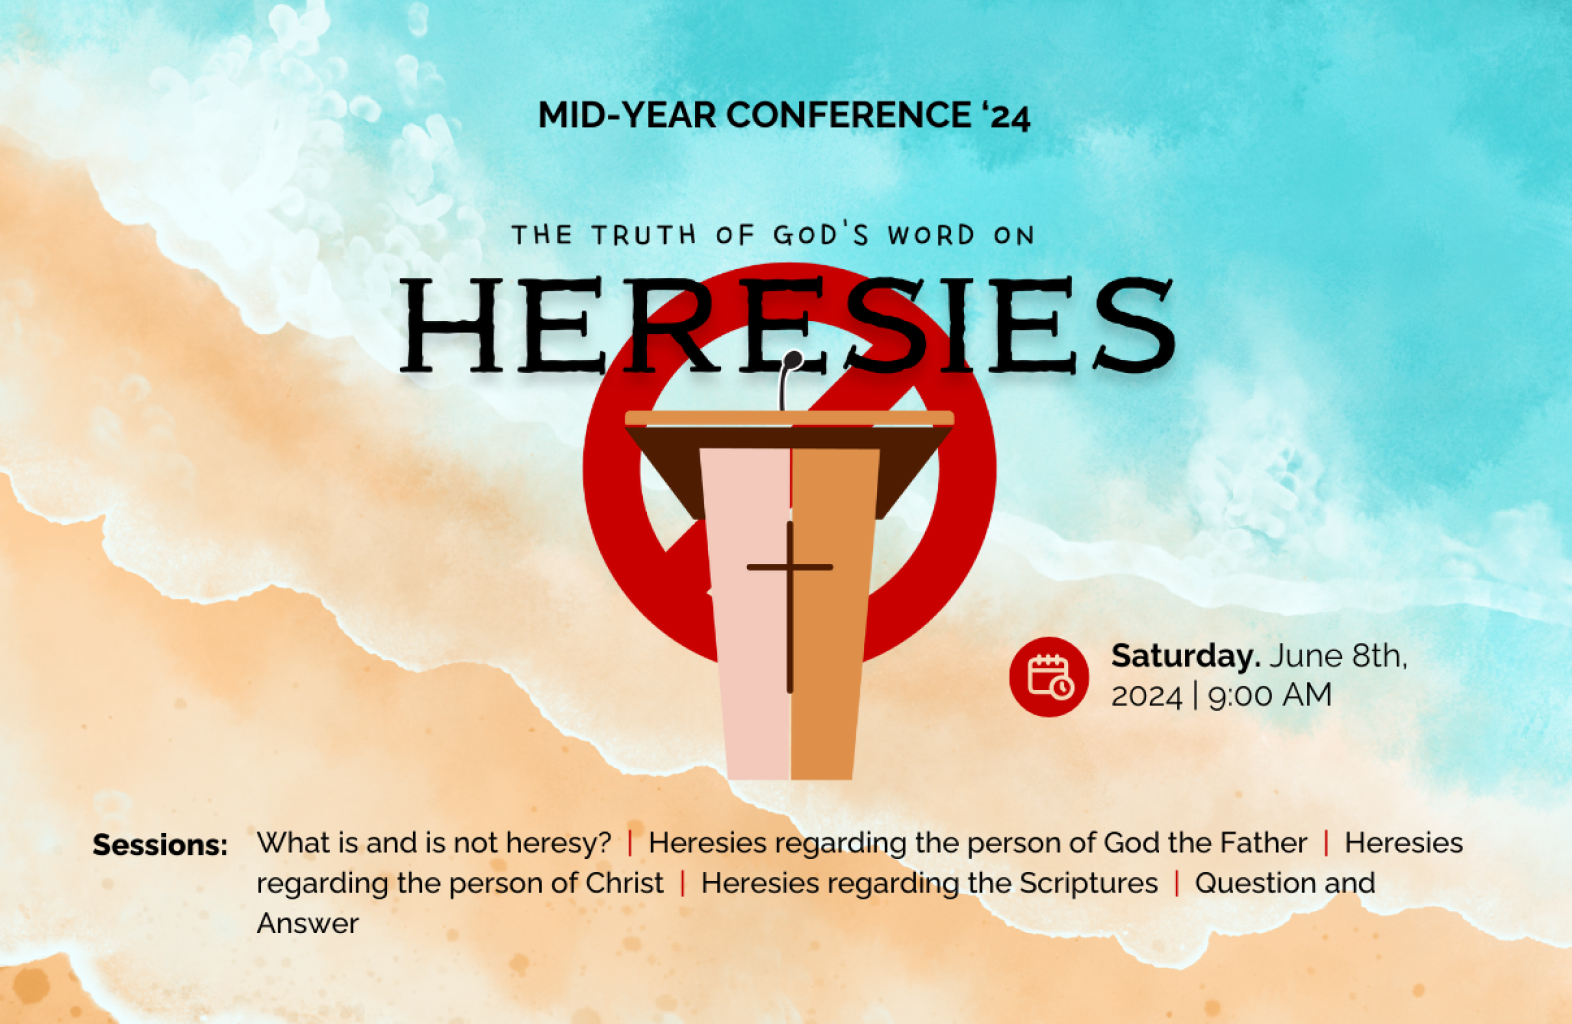 MID-YEAR CONFERENCE ‘24
THE TRUTH OF GOD'S WORD ON
HERESIES
Saturday. June 8th,
2024 | 9:00 AM
Sessions: What is and is not heresy? | Heresies regarding the person of God the Father | Heresies
regarding the person of Christ | Heresies regarding the Scriptures | Question and
Answer